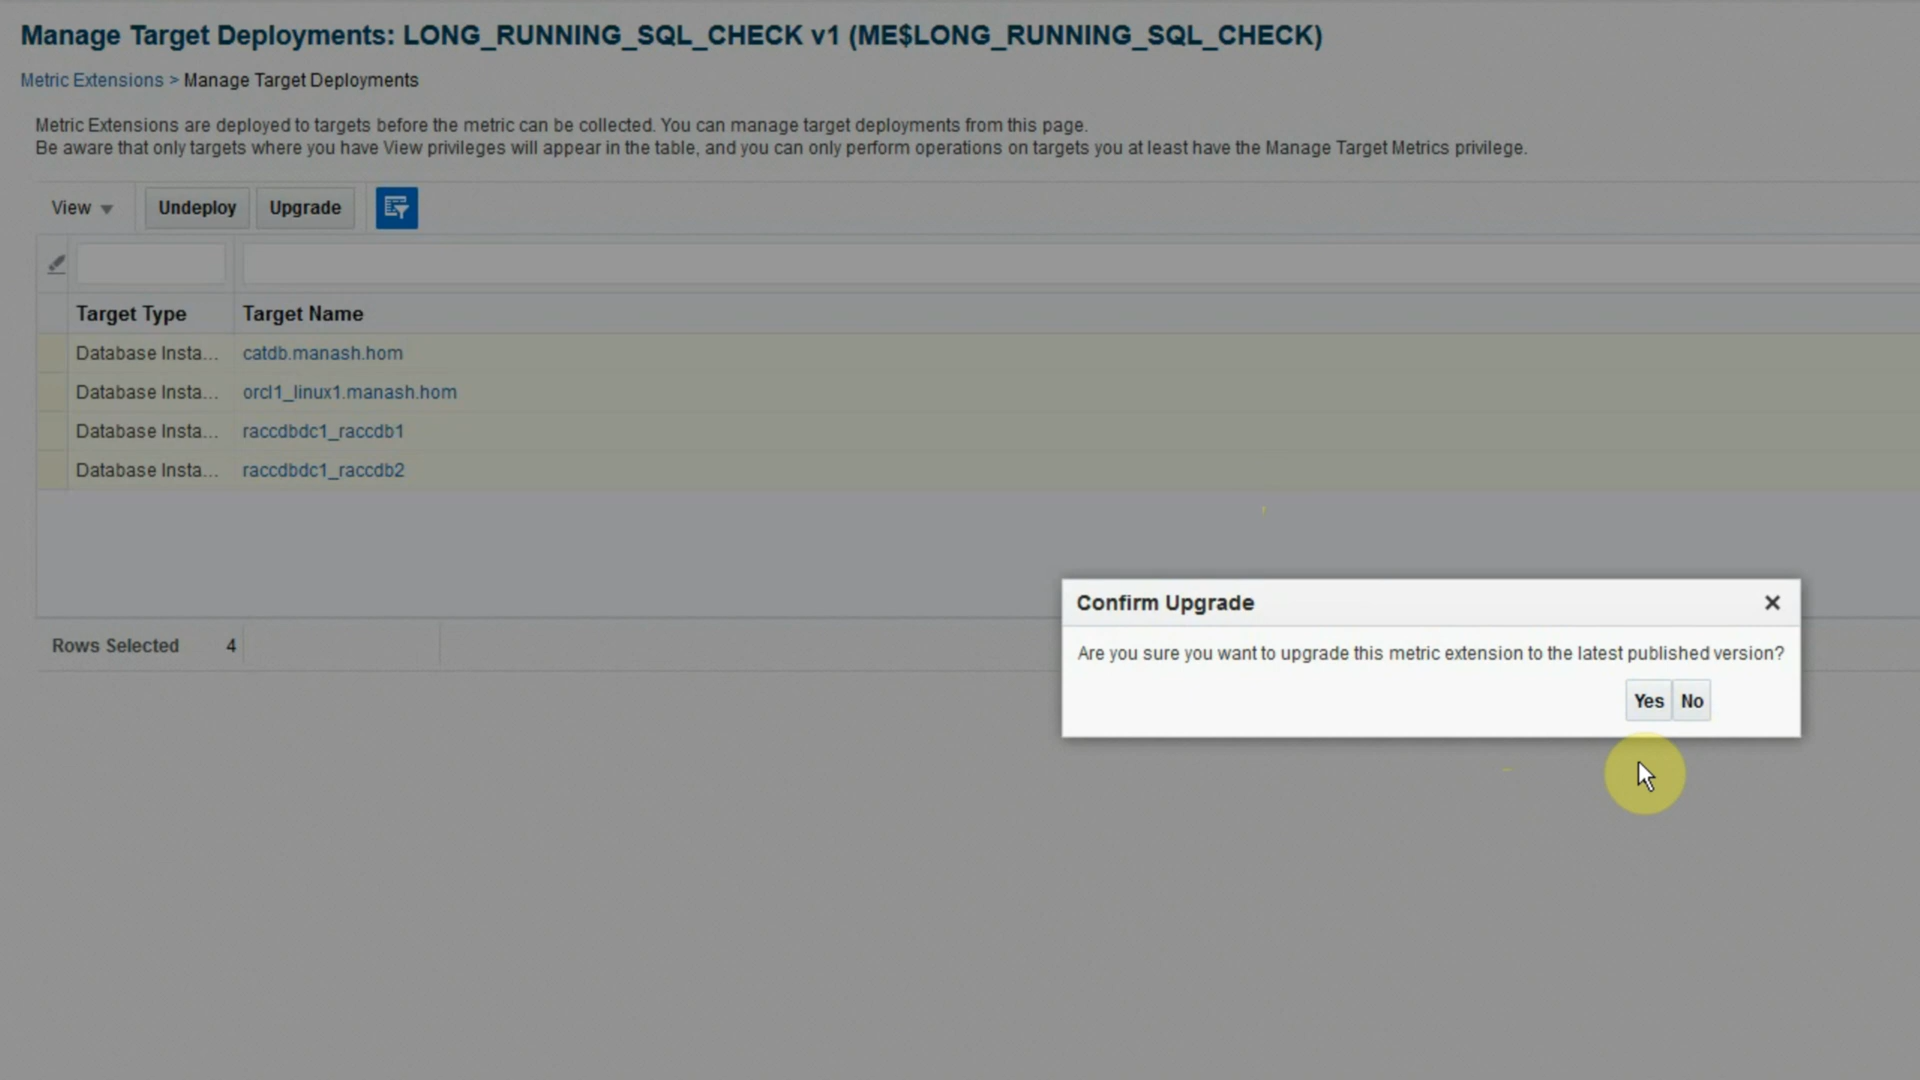 Manage Target Deployments: LONG_RUNNING_SQL_CHECK v1 (ME$LONG_RUNNING_SQL_CHECK)
Metric Extensions > Manage Target Deployments
Metric Extensions are deployed to targets before the metric can be collected. You can manage target deployments from this page.
Be aware that only targets where you have View privileges will appear in the table, and you can only perform operations on targets you at least have the Manage Target Metrics privilege.
View Undeploy Upgrade
Target Type Target Name
Database Insta... catdb.manash.hom
Database Insta... orcl1_linux1.manash.hom
Database Insta... raccdbdc1_raccdb1
Database Insta... raccdbdc1_raccdb2
Rows Selected 4
Confirm Upgrade
Are you sure you want to upgrade this metric extension to the latest published version?
Yes No